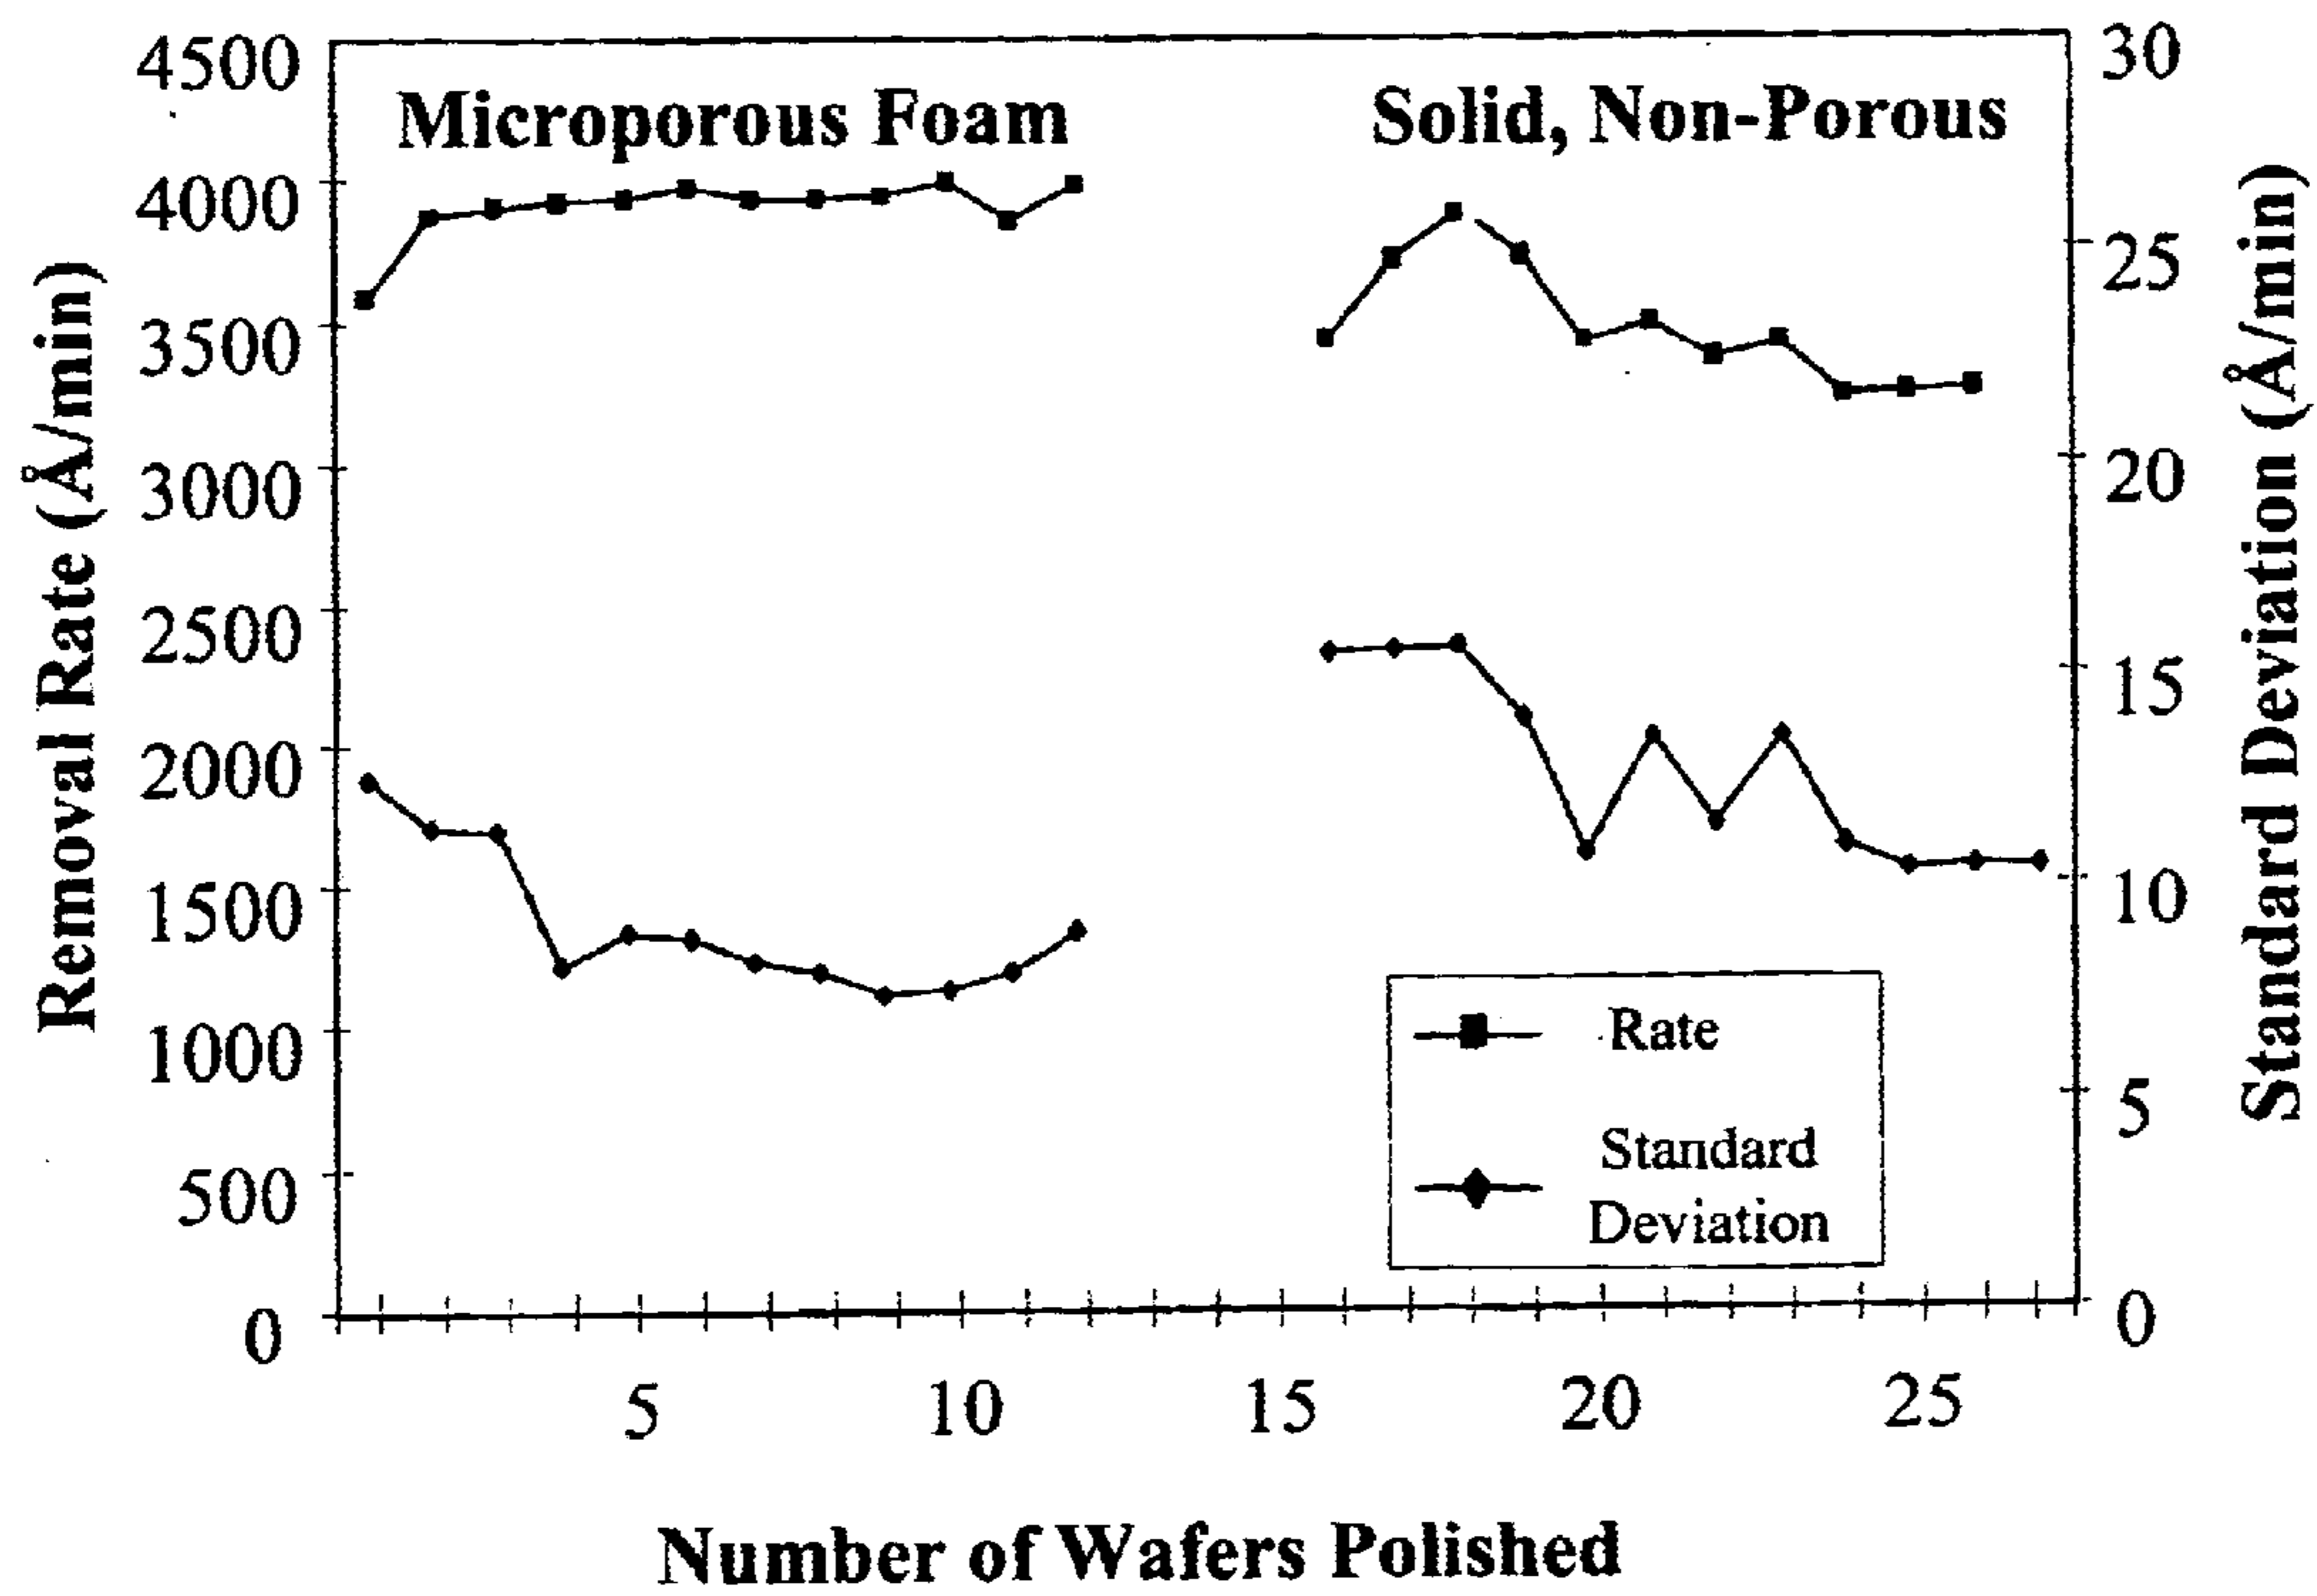 4500
4000
3500
3000
2500
2000
1500
1000
500
0
Removal Rate (Å/min)
Microporous Foam
Solid, Non-Porous
30
25
20
15
10
5
0
Standard Deviation (Å/min)
Rate
Standard
Deviation
5 10 15 20 25
Number of Wafers Polished